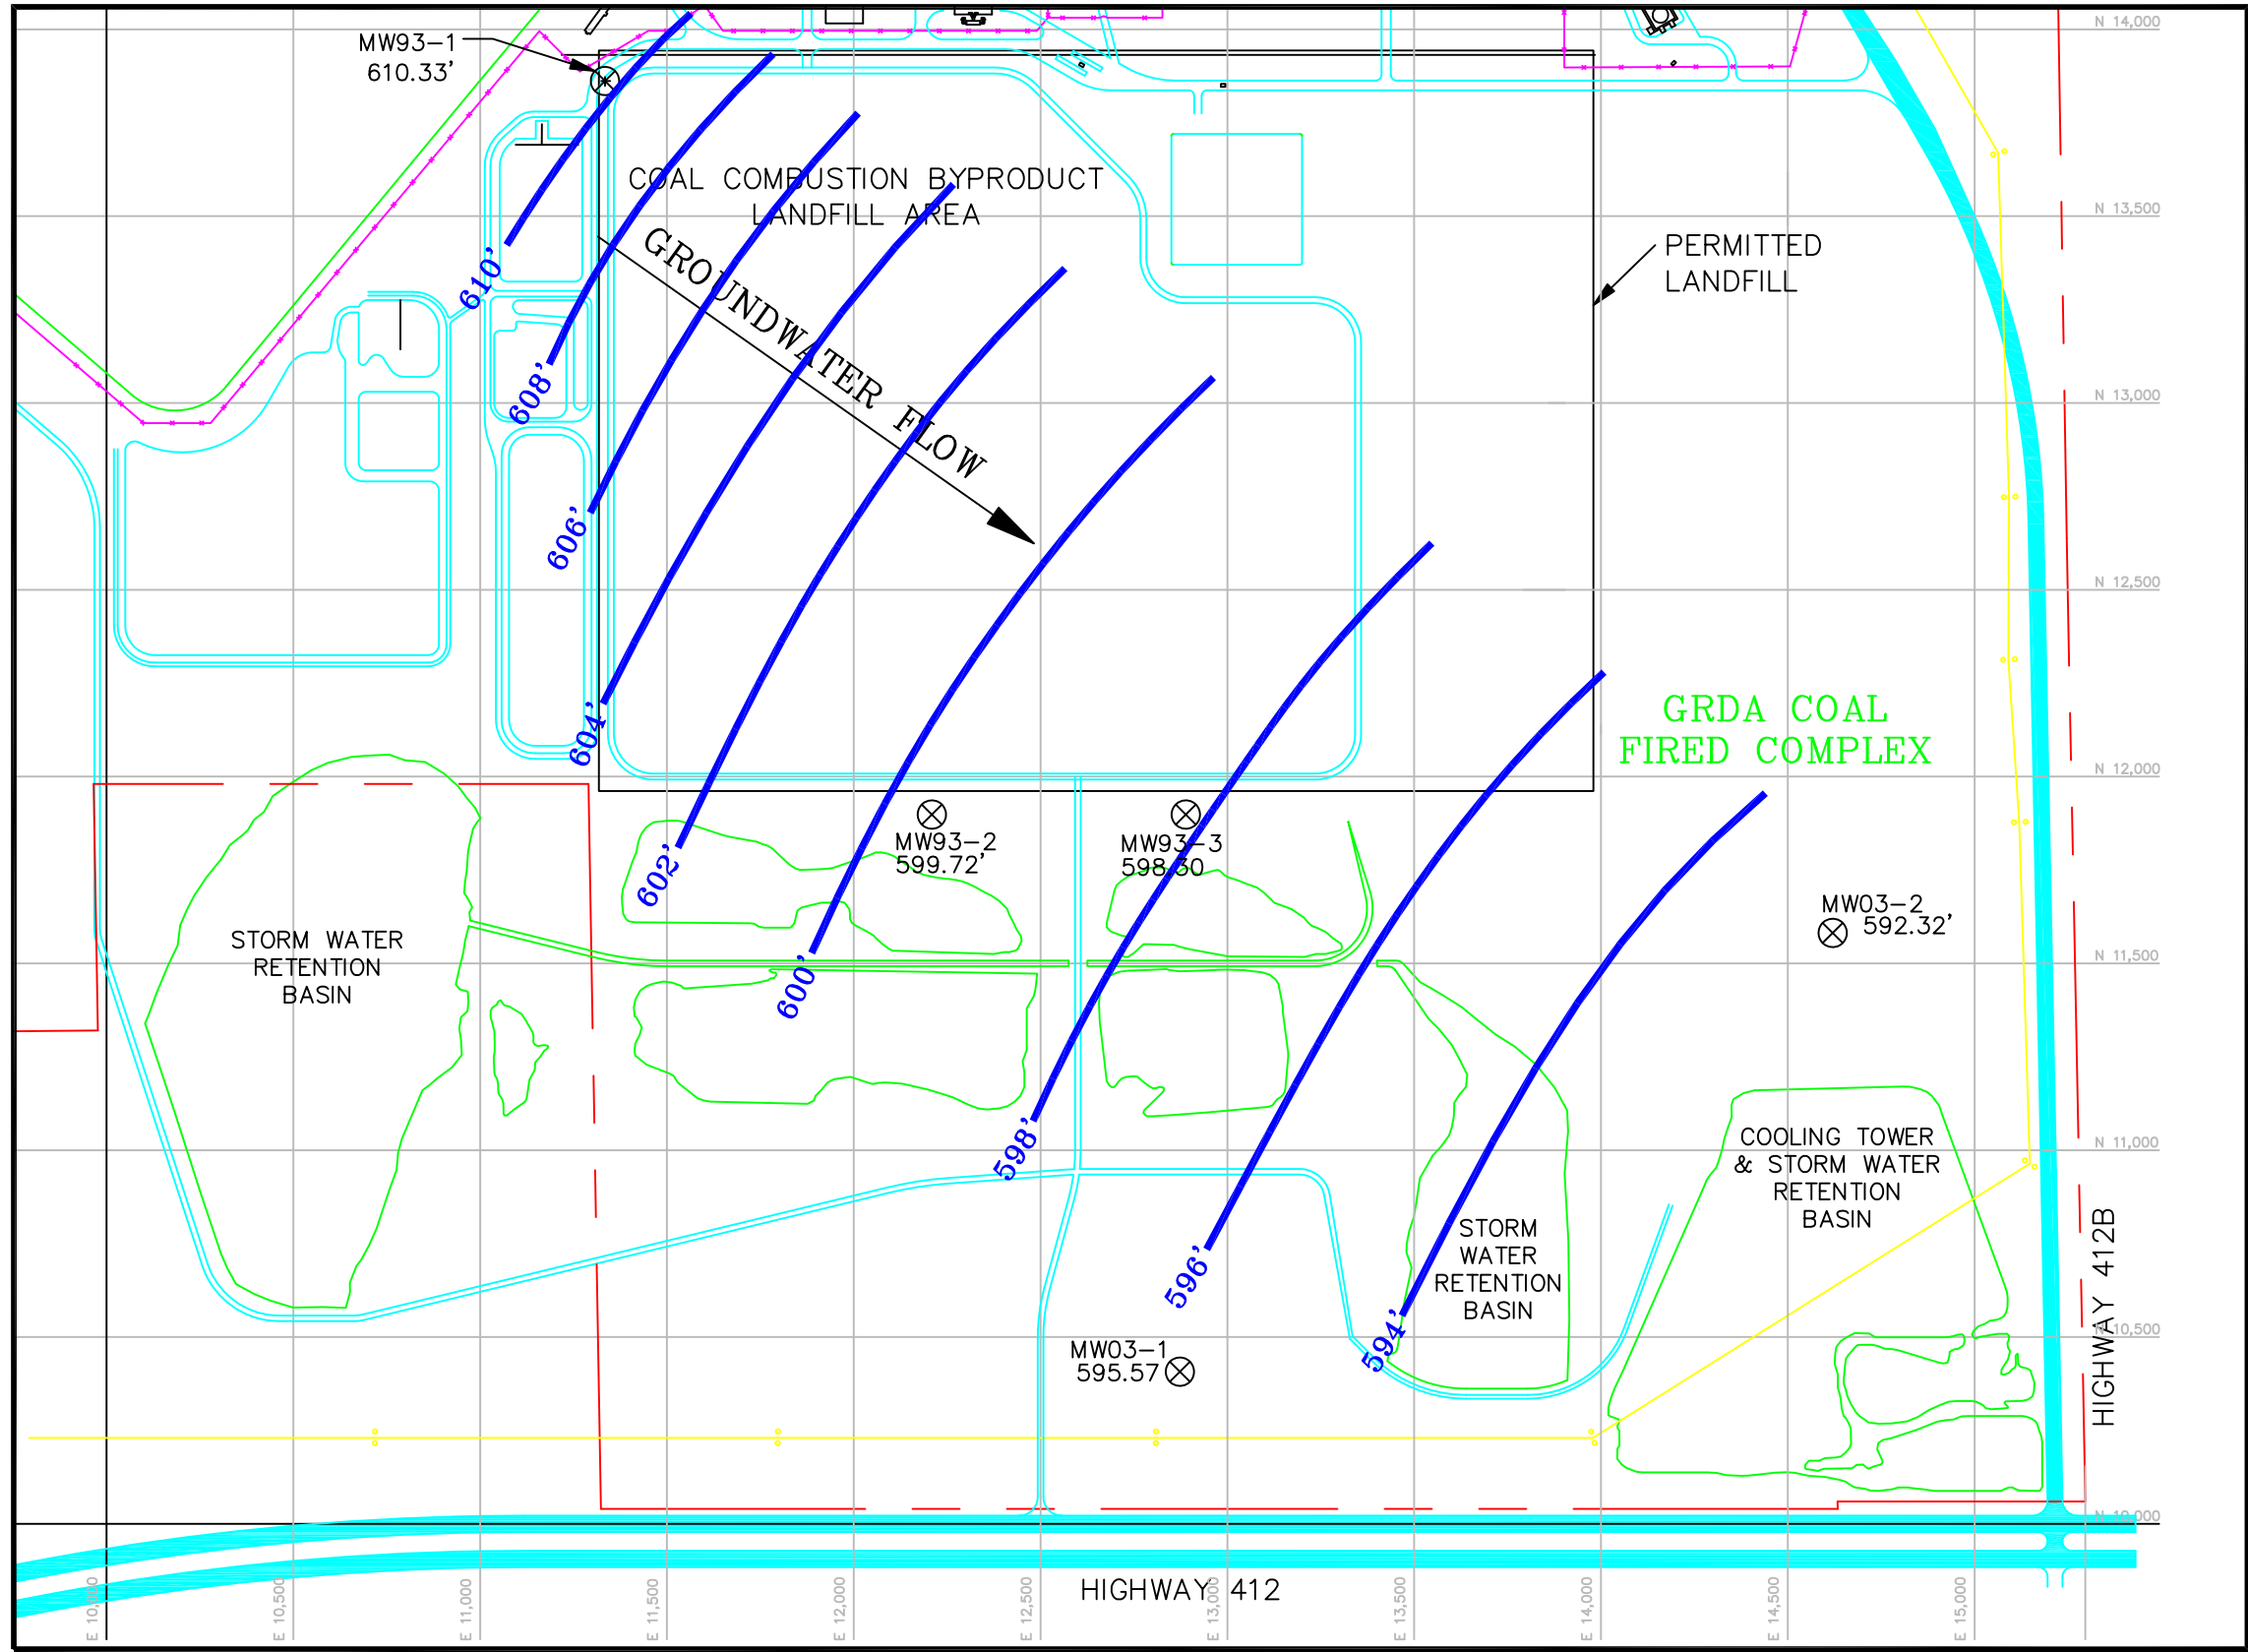 N 14,000
MW93-1
610.33'
COAL COMBUSTION BYPRODUCT
LANDFILL AREA
N 13,500
GROUNDWATER FLOW
PERMITTED
LANDFILL
610'
608'
N 13,000
606'
N 12,500
604'
GRDA COAL
FIRED COMPLEX
N 12,000
MW93-2
599.72'
MW93-3
598.30
602'
MW03-2
592.32'
STORM WATER
RETENTION
BASIN
N 11,500
600'
598'
N 11,000
COOLING TOWER
& STORM WATER
RETENTION
BASIN
596'
STORM
WATER
RETENTION
BASIN
594'
MW03-1
595.57
N 10,500
HIGHWAY 412B
N 10,000
HIGHWAY 412
E 10,000
E 10,500
E 11,000
E 11,500
E 12,000
E 12,500
E 13,000
E 13,500
E 14,000
E 14,500
E 15,000